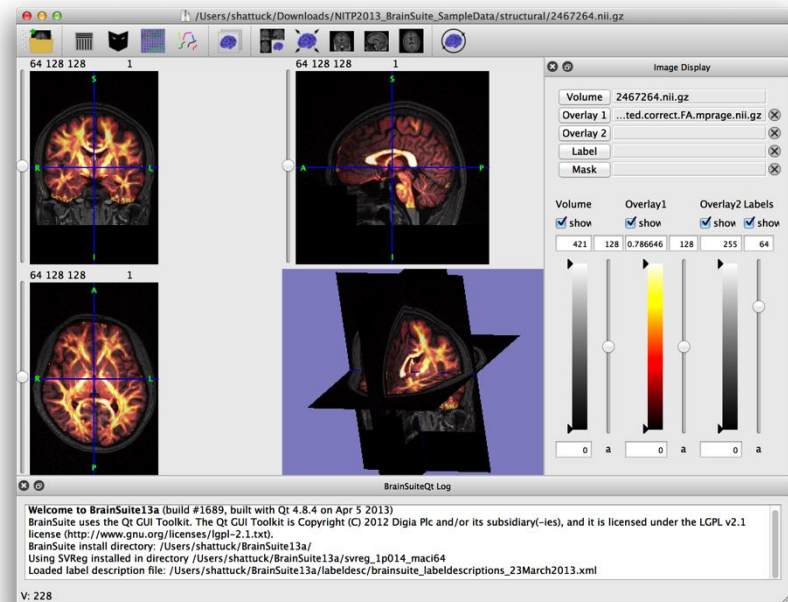 /Users/shattuck/Downloads/NITP2013_BrainSuite_SampleData/structural/2467264.nii.gz
64 128 128 1
S
R L
I
64 128 128 1
S
A P
I
64 128 128 1
A
R L
P
Image Display
Volume 2467264.nii.gz
Overlay 1 ...ted.correct.FA.mprage.nii.gz
Overlay 2
Label
Mask
Volume Overlay1 Overlay2 Labels
show show show show
421 128 0.786646 128 255 64
0 a 0 a 0 a
BrainSuiteQt Log
Welcome to BrainSuite13a (build #1689, built with Qt 4.8.4 on Apr 5 2013)
BrainSuite uses the Qt GUI Toolkit. The Qt GUI Toolkit is Copyright (C) 2012 Digia Plc and/or its subsidiary(-ies), and it is licensed under the LGPL v2.1
license (http://www.gnu.org/licenses/lgpl-2.1.txt).
BrainSuite install directory: /Users/shattuck/BrainSuite13a/
Using SVReg installed in directory /Users/shattuck/BrainSuite13a/svreg_1p014_maci64
Loaded label description file: /Users/shattuck/BrainSuite13a/labeldesc/brainsuite_labeldescriptions_23March2013.xml
V: 228